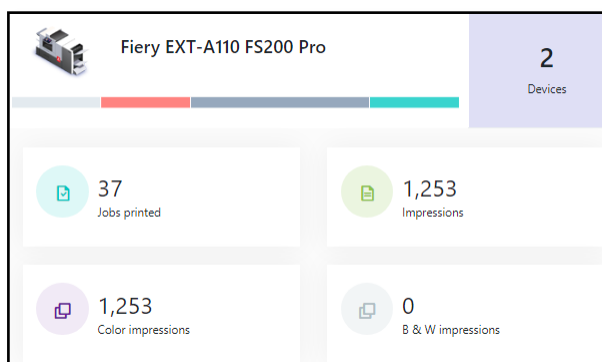 Fiery EXT-A110 FS200 Pro
2
Devices
37
Jobs printed
1,253
Impressions
1,253
Color impressions
0
B & W impressions